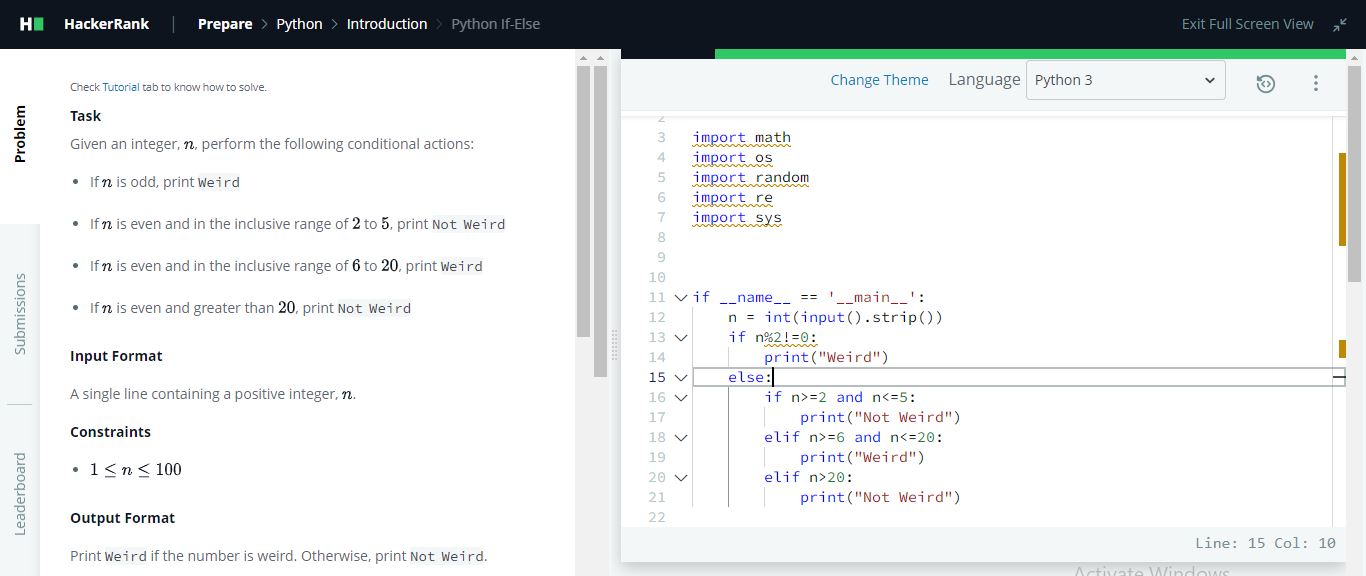 HackerRank | Prepare > Python > Introduction > Python If-Else Exit Full Screen View
Problem
Submissions
Leaderboard
Check Tutorial tab to know how to solve.
Task
Given an integer, n, perform the following conditional actions:
• If n is odd, print Weird
• If n is even and in the inclusive range of 2 to 5, print Not Weird
• If n is even and in the inclusive range of 6 to 20, print Weird
• If n is even and greater than 20, print Not Weird
Input Format
A single line containing a positive integer, n.
Constraints
• 1 ≤ n ≤ 100
Output Format
Print Weird if the number is weird. Otherwise, print Not Weird.
Change Theme Language Python 3
2
3 import math
4 import os
5 import random
6 import re
7 import sys
8
9
10
11 if __name__ == '__main__':
12     n = int(input().strip())
13     if n%2!=0:
14         print("Weird")
15     else:
16         if n>=2 and n<=5:
17             print("Not Weird")
18         elif n>=6 and n<=20:
19             print("Weird")
20         elif n>20:
21             print("Not Weird")
22
Line: 15 Col: 10
Activate Windows